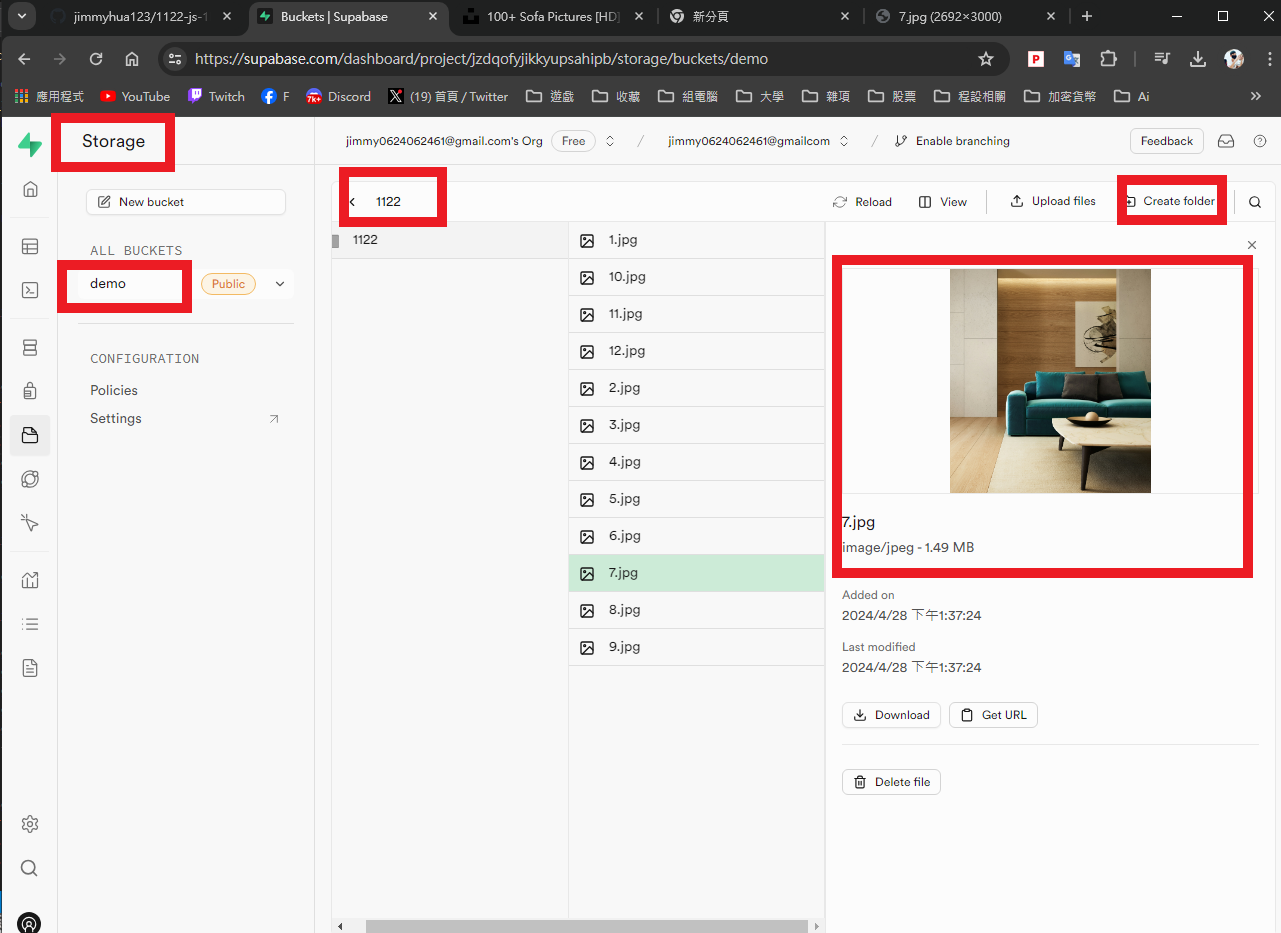 jimmyhua123/1122-js-1
Buckets | Supabase
100+ Sofa Pictures [HD]
新分頁
7.jpg (2692×3000)
https://supabase.com/dashboard/project/jzdqofyjikkyupsahipb/storage/buckets/demo
應用程式 YouTube Twitch F Discord (19) 首頁 / Twitter 遊戲 收藏 組電腦 大學 雜項 股票 程設相關 加密貨幣 Ai
Storage
jimmy0624062461@gmail.com's Org Free / jimmy0624062461@gmailcom / Enable branching Feedback
New bucket
ALL BUCKETS
demo Public
CONFIGURATION
Policies
Settings
1122 Reload View Upload files Create folder
1122
1.jpg
10.jpg
11.jpg
12.jpg
2.jpg
3.jpg
4.jpg
5.jpg
6.jpg
7.jpg
8.jpg
9.jpg
7.jpg
image/jpeg - 1.49 MB
Added on
2024/4/28 下午1:37:24
Last modified
2024/4/28 下午1:37:24
Download Get URL
Delete file